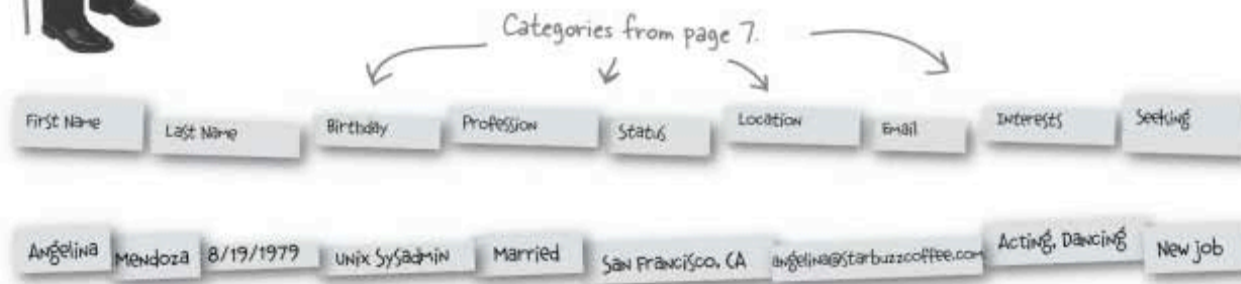 Categories from page 7.
First Name Last Name Birthday Profession Status Location Email Interests Seeking
Angelina Mendoza 8/19/1979 Unix Sysadmin Married San Francisco, CA angelina@starbuzzcoffee.com Acting, Dancing New job